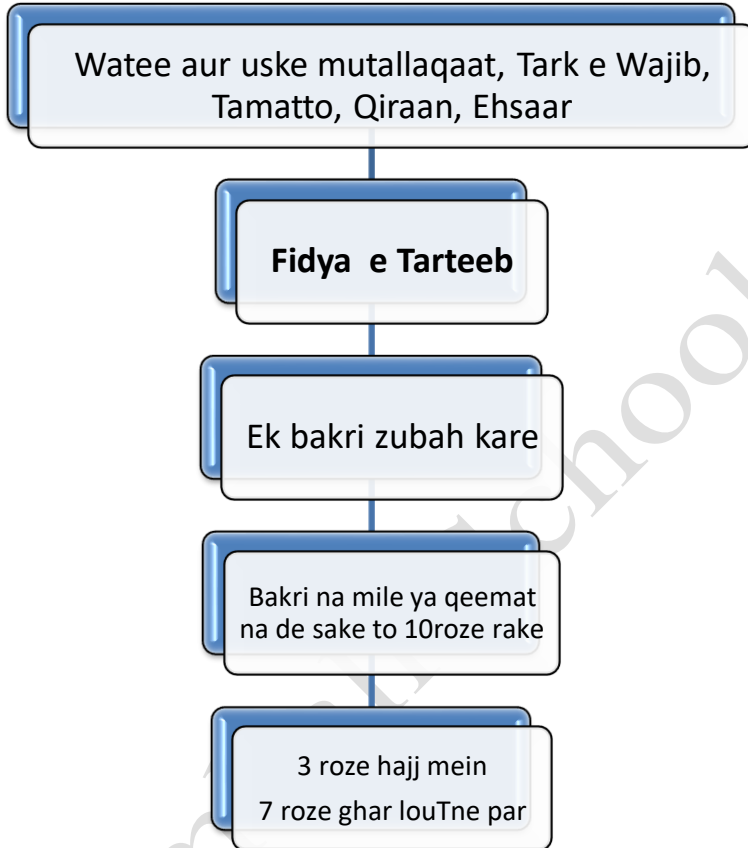 Watee aur uske mutallaqaat, Tark e Wajib,
Tamatto, Qiraan, Ehsaar
Fidya e Tarteeb
Ek bakri zubah kare
Bakri na mile ya qeemat
na de sake to 10roze rake
3 roze hajj mein
7 roze ghar louTne par